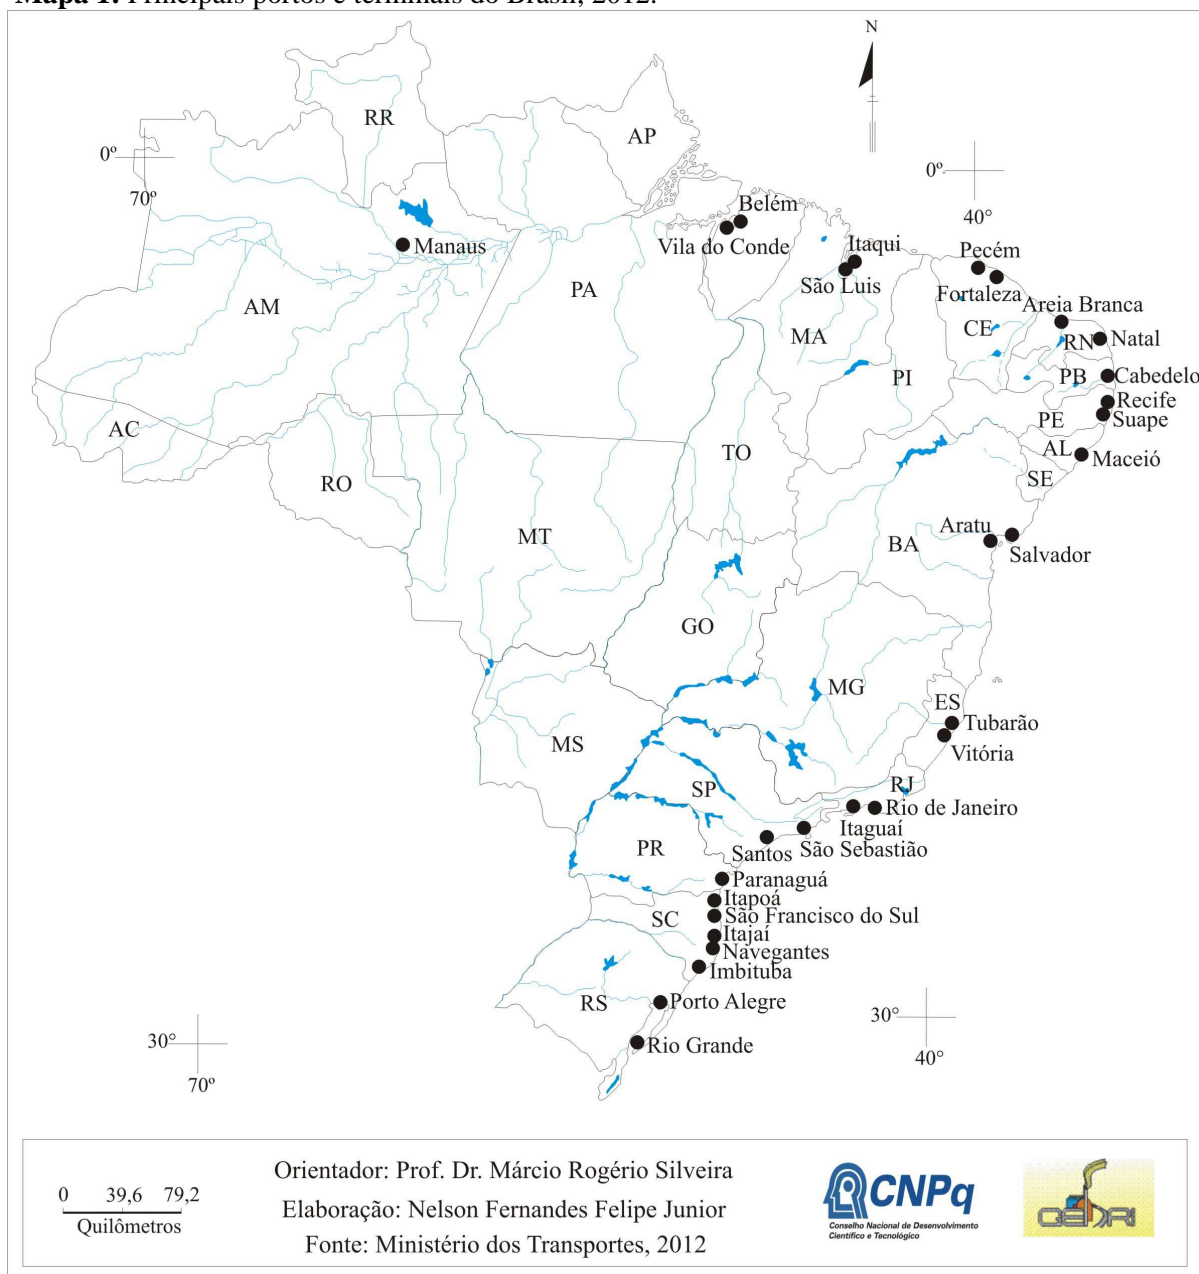 Mapa 1. Principais portos e terminais do Brasil, 2012.
N
RR
AP
0º
70º
0º
40°
Belém
Vila do Conde
Manaus
Itaqui
São Luis
Pecém
Fortaleza
Areia Branca
AM
PA
MA
CE
RN
Natal
PI
PB
Cabedelo
Recife
PE
Suape
AC
AL
Maceió
TO
SE
RO
MT
BA
Aratu
Salvador
GO
MG
ES
Tubarão
Vitória
MS
SP
RJ
Rio de Janeiro
Itaguaí
Santos
São Sebastião
PR
Paranaguá
Itapoá
SC
São Francisco do Sul
Itajaí
Navegantes
Imbituba
RS
Porto Alegre
Rio Grande
30°
70º
30°
40°
0 39,6 79,2
Quilômetros
Orientador: Prof. Dr. Márcio Rogério Silveira
Elaboração: Nelson Fernandes Felipe Junior
Fonte: Ministério dos Transportes, 2012
CNPq
Conselho Nacional de Desenvolvimento
Científico e Tecnológico